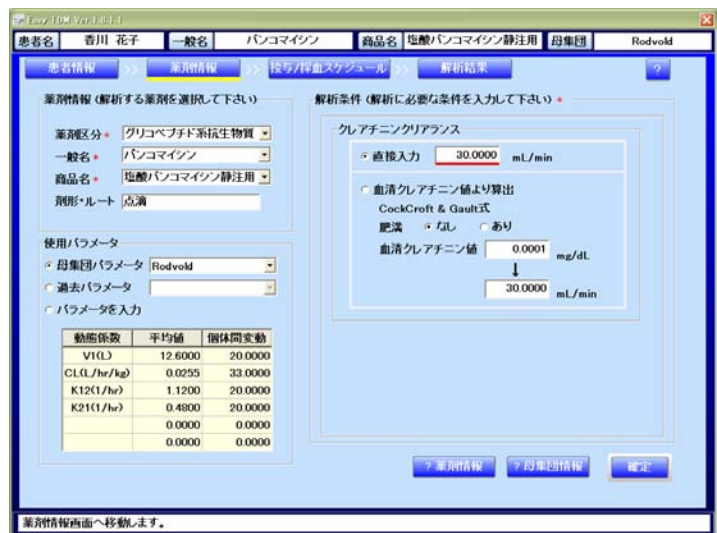 Easy TDM Ver.1.0.1.1
患者名 香川 花子 一般名 バンコマイシン 商品名 塩酸バンコマイシン静注用 母集団 Rodvold
患者情報 >> 薬剤情報 >> 投与/採血スケジュール >> 解析結果 ?
薬剤情報 (解析する薬剤を選択して下さい)
薬剤区分* グリコペプチド系抗生物質
一般名* バンコマイシン
商品名* 塩酸バンコマイシン静注用
剤形・ルート 点滴
使用パラメータ
母集団パラメータ Rodvold
過去パラメータ
パラメータを入力
動態係数 平均値 個体間変動
V1(L) 12.6000 20.0000
CL(L/hr/kg) 0.0255 33.0000
K12(1/hr) 1.1200 20.0000
K21(1/hr) 0.4800 20.0000
0.0000 0.0000
0.0000 0.0000
解析条件 (解析に必要な条件を入力して下さい) *
クレアチニンクリアランス
直接入力 30.0000 mL/min
血清クレアチニン値より算出
CockCroft & Gault式
肥満 なし あり
血清クレアチニン値 0.0001 mg/dL
↓
30.0000 mL/min
? 薬剤情報 ? 母集団情報 確定
薬剤情報画面へ移動します。